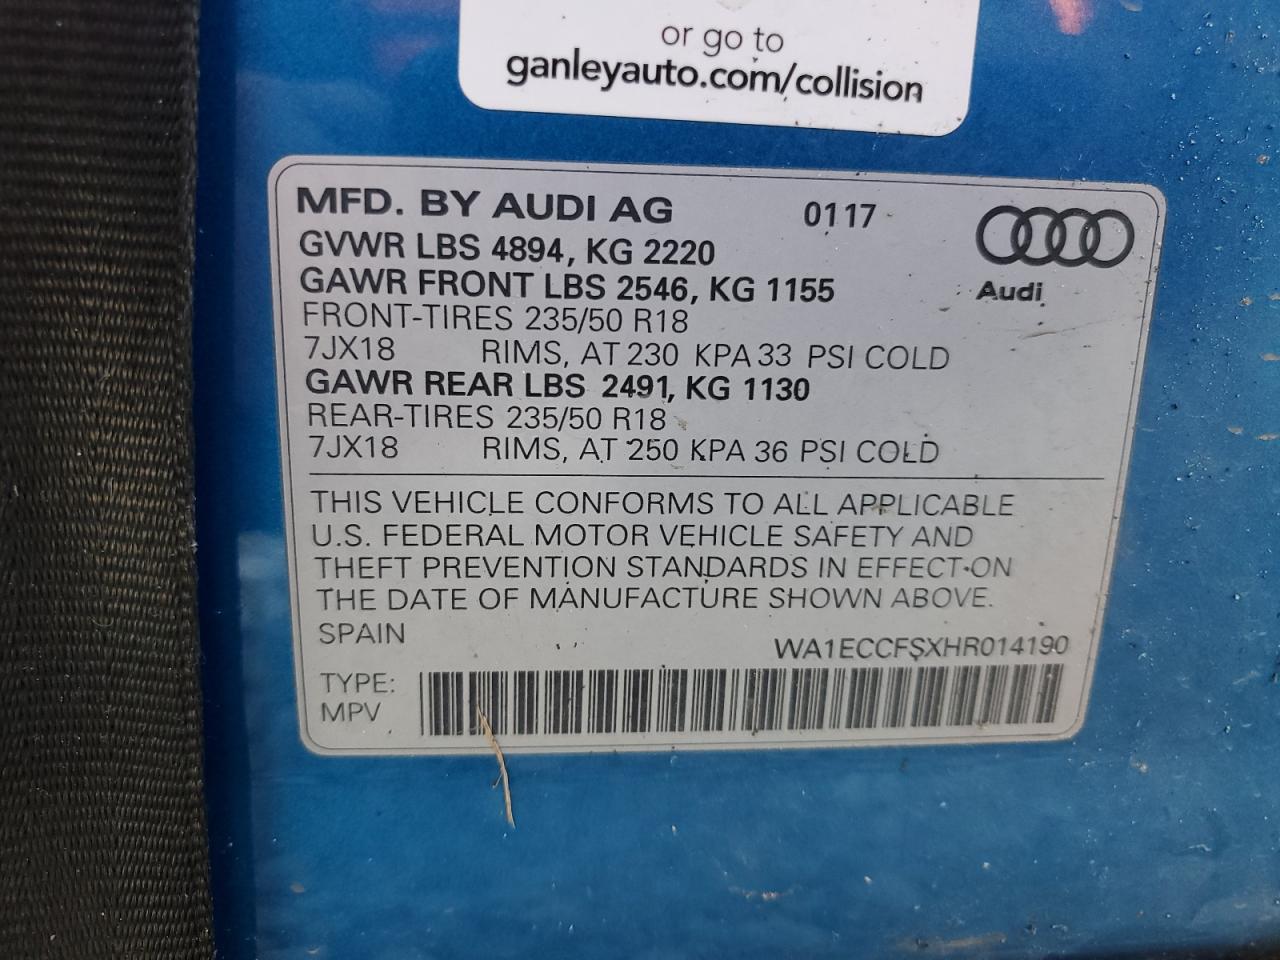 or go to
ganleyauto.com/collision
MFD. BY AUDI AG 0117
GVWR LBS 4894, KG 2220
GAWR FRONT LBS 2546, KG 1155
Audi
FRONT-TIRES 235/50 R18
7JX18 RIMS, AT 230 KPA 33 PSI COLD
GAWR REAR LBS 2491, KG 1130
REAR-TIRES 235/50 R18
7JX18 RIMS, AT 250 KPA 36 PSI COLD
THIS VEHICLE CONFORMS TO ALL APPLICABLE
U.S. FEDERAL MOTOR VEHICLE SAFETY AND
THEFT PREVENTION STANDARDS IN EFFECT ON
THE DATE OF MANUFACTURE SHOWN ABOVE.
SPAIN WA1ECCFSXHR014190
TYPE:
MPV